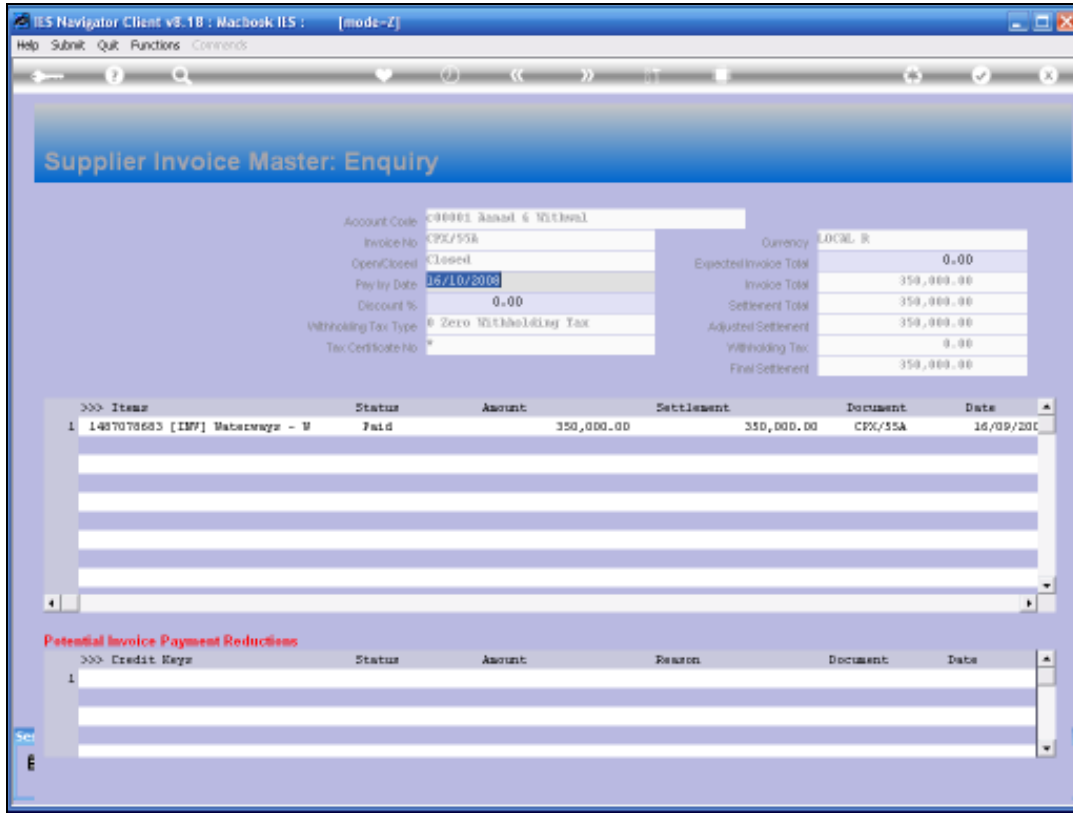 IES Navigator Client v8.18 : Macbook IES : [mode-Z]
Help Submit Quit Functions Commends
Supplier Invoice Master: Enquiry
Account Code c00001
Invoice No CPX/55A Currency LOCAL R
Open/Closed Closed Expected Invoice Total 0.00
Pay by Date 16/10/2008 Invoice Total 350,000.00
Discount % 0.00 Settlement Total 350,000.00
Withholding Tax Type 0 Zero Withholding Tax Adjusted Settlement 350,000.00
Tax Certificate No * Withholding Tax 0.00
Final Settlement 350,000.00
>>> Items Status Amount Settlement Document Date
1 1487078683 [INV] Waterways - W Paid 350,000.00 350,000.00 CPX/55A 16/09/200
Potential Invoice Payment Reductions
>>> Credit Keys Status Amount Reason Document Date
1
Ser